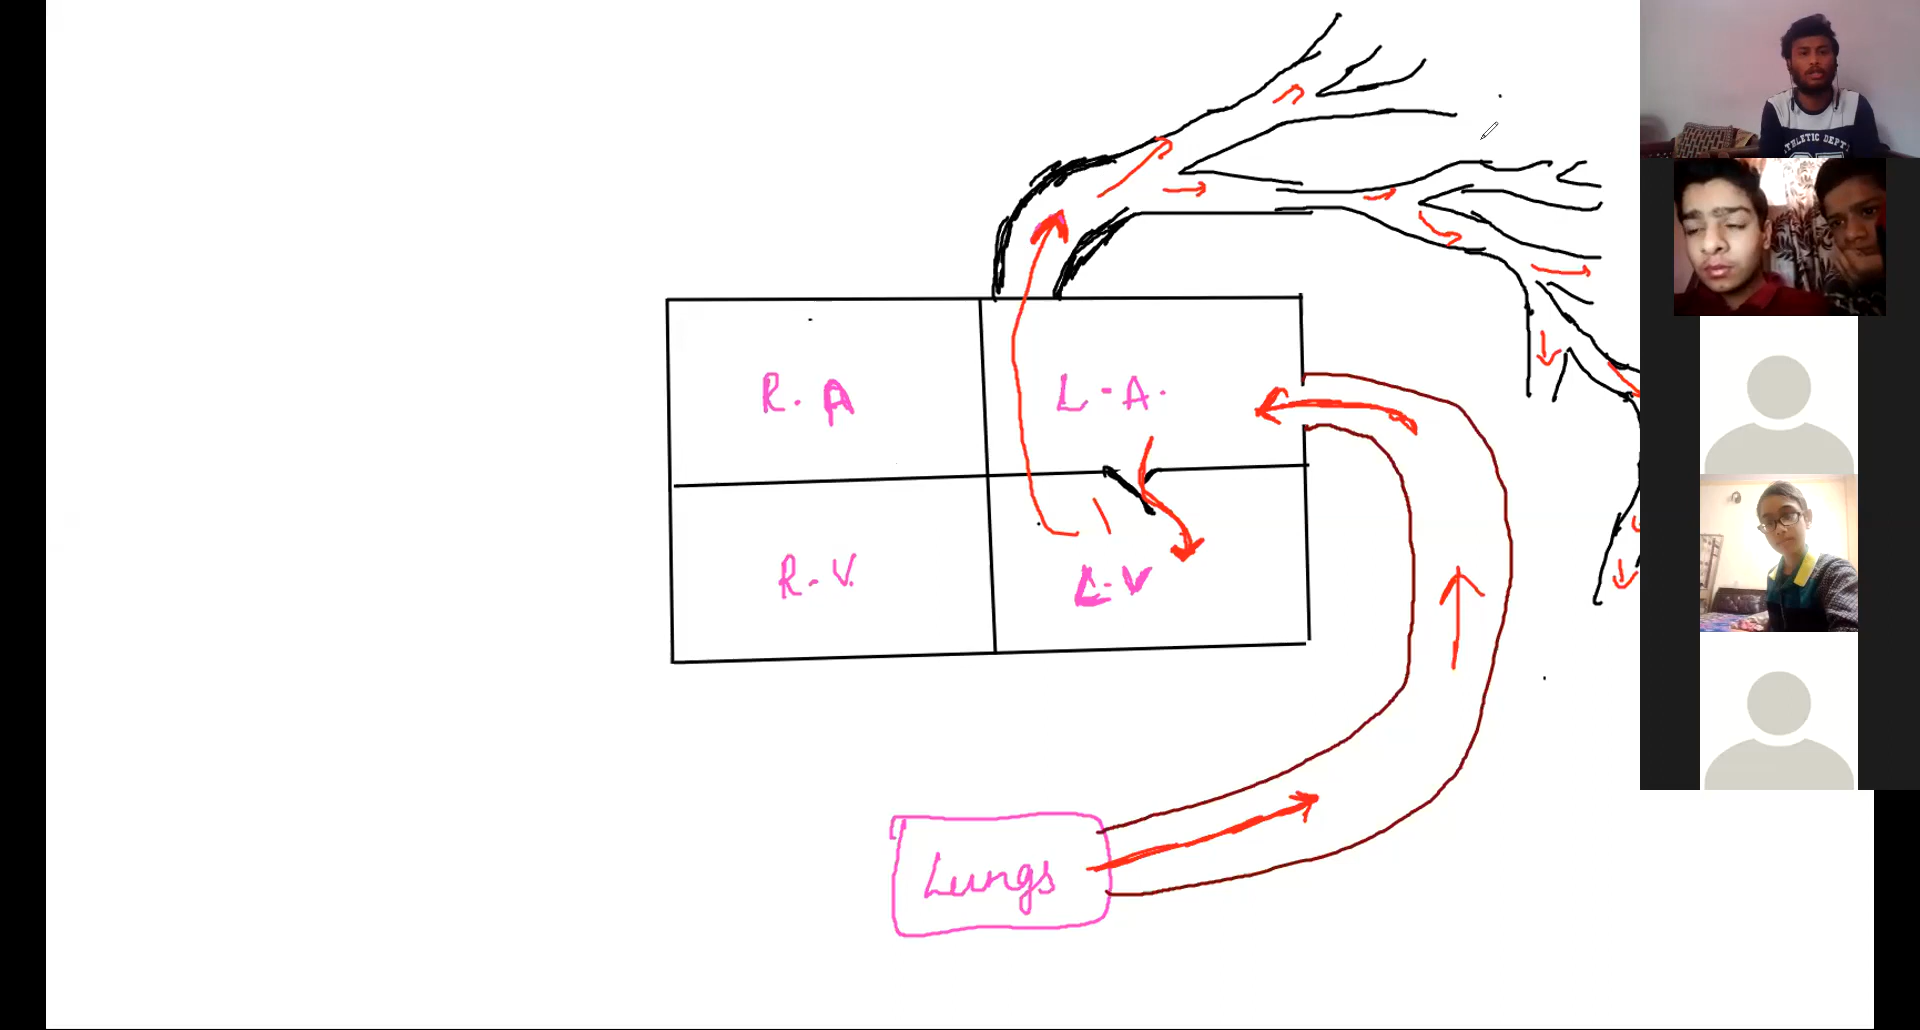 ATHLETIC DEPT
R. A
L - A.
R - V.
L - V
Lungs